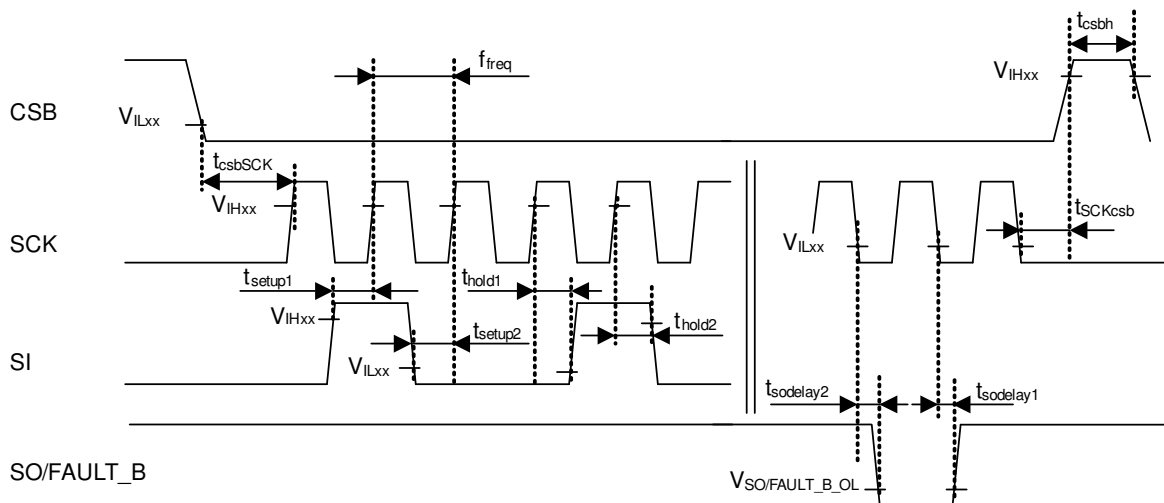 t_csbh
f_freq
V_IHxx
CSB
V_ILxx
t_csbSCK
V_IHxx
t_SCKcsb
SCK
V_ILxx
t_setup1
t_hold1
V_IHxx
t_setup2
t_hold2
SI
V_ILxx
t_sodelay2
t_sodelay1
SO/FAULT_B
V_SO/FAULT_B_OL